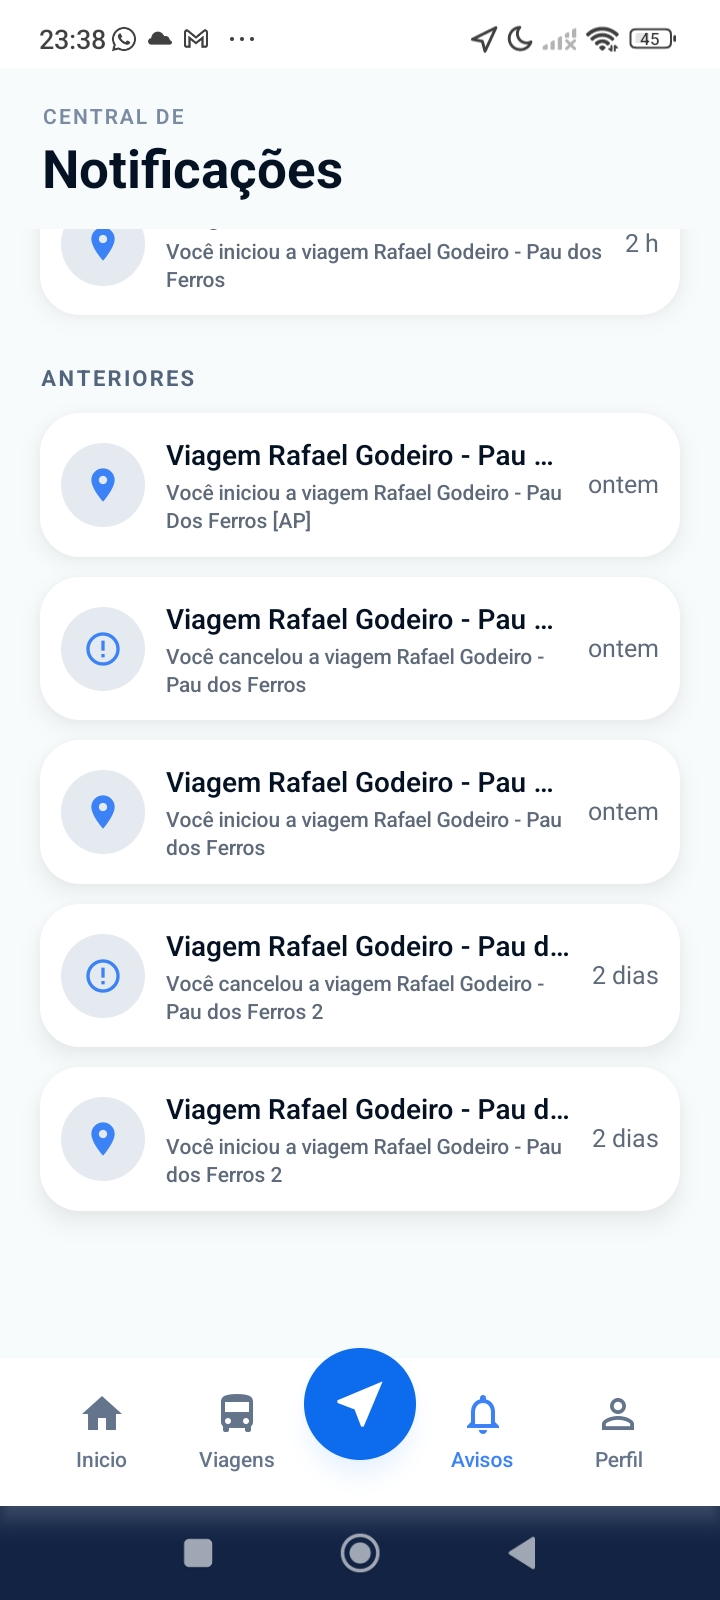 23:38
45
CENTRAL DE
Notificações
Você iniciou a viagem Rafael Godeiro - Pau dos
Ferros
2 h
ANTERIORES
Viagem Rafael Godeiro - Pau ...
Você iniciou a viagem Rafael Godeiro - Pau
Dos Ferros [AP]
ontem
Viagem Rafael Godeiro - Pau ...
Você cancelou a viagem Rafael Godeiro -
Pau dos Ferros
ontem
Viagem Rafael Godeiro - Pau ...
Você iniciou a viagem Rafael Godeiro - Pau
dos Ferros
ontem
Viagem Rafael Godeiro - Pau d...
Você cancelou a viagem Rafael Godeiro -
Pau dos Ferros 2
2 dias
Viagem Rafael Godeiro - Pau d...
Você iniciou a viagem Rafael Godeiro - Pau
dos Ferros 2
2 dias
Inicio
Viagens
Avisos
Perfil